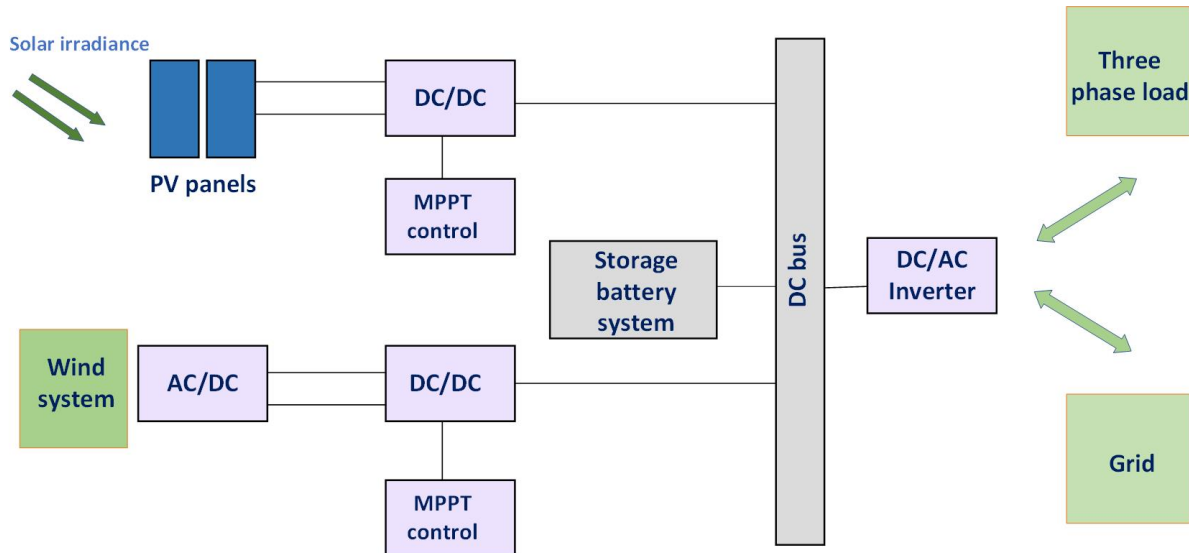 Solar irradiance
PV panels
DC/DC
MPPT
control
Three
phase load
Storage
battery
system
DC bus
DC/AC
Inverter
Wind
system
AC/DC
DC/DC
MPPT
control
Grid